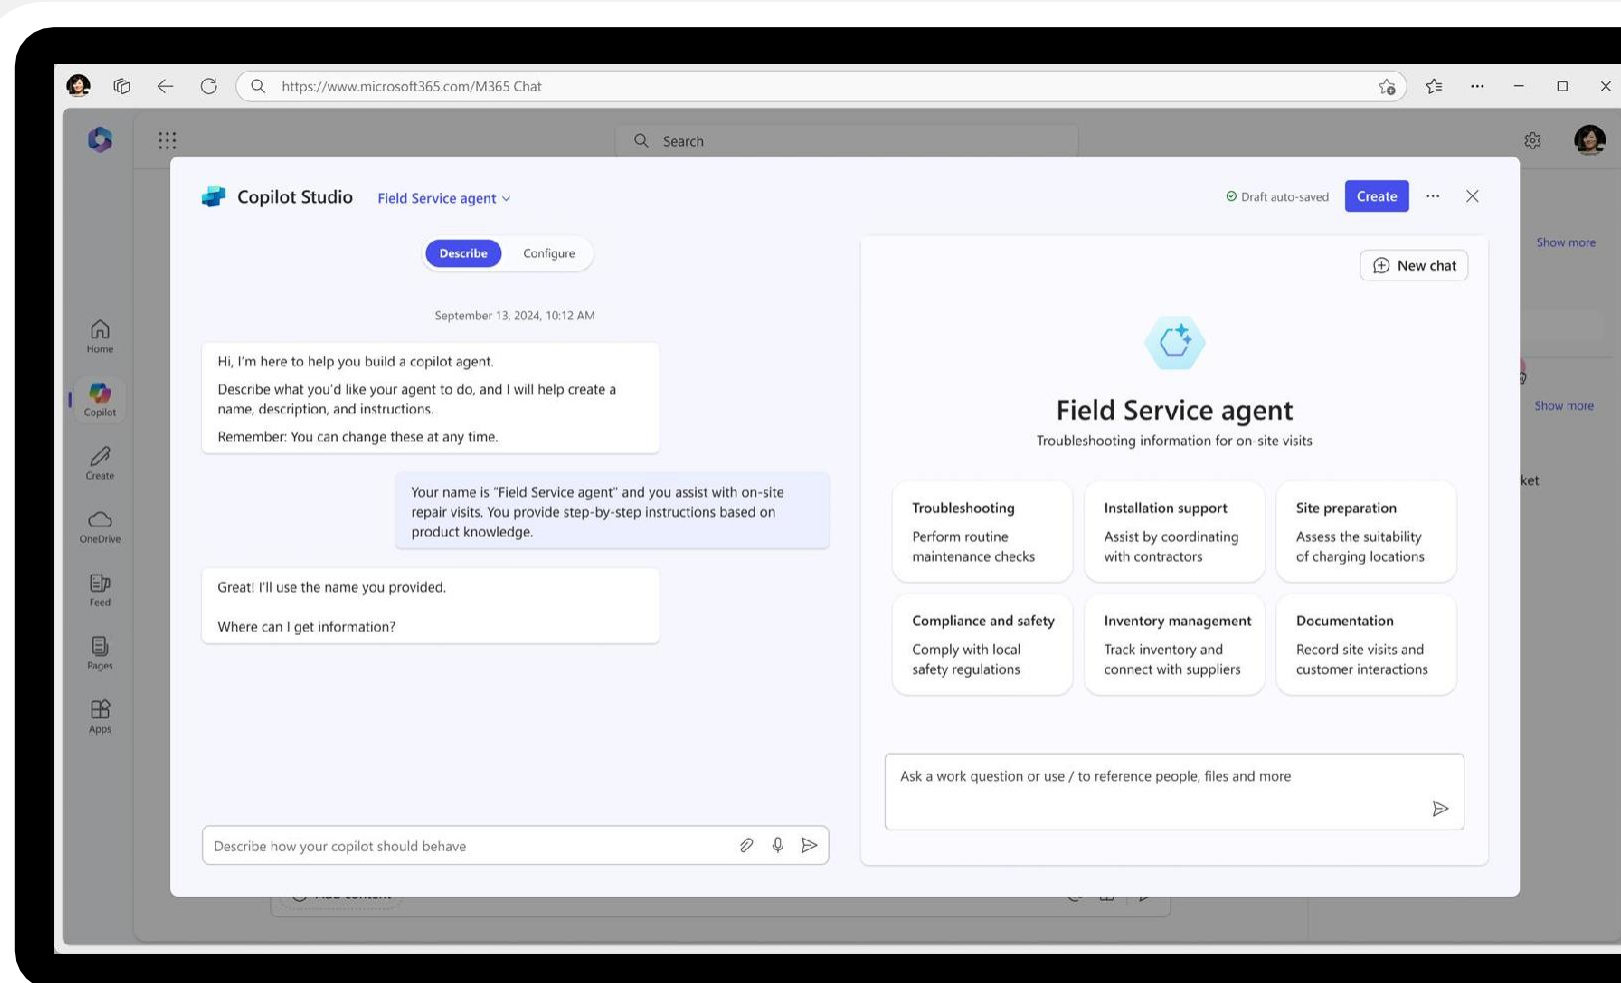 https://www.microsoft365.com/M365 Chat
Search
Copilot Studio
Field Service agent
Draft auto-saved
Create
Show more
Describe
Configure
New chat
September 13, 2024, 10:12 AM
Home
Hi, I'm here to help you build a copilot agent.
Describe what you'd like your agent to do, and I will help create a
name, description, and instructions.
Remember: You can change these at any time.
Copilot
Show more
Field Service agent
Troubleshooting information for on-site visits
Create
ket
Your name is "Field Service agent" and you assist with on-site
repair visits. You provide step-by-step instructions based on
product knowledge.
Troubleshooting
Perform routine
maintenance checks
Installation support
Assist by coordinating
with contractors
Site preparation
Assess the suitability
of charging locations
OneDrive
Great! I'll use the name you provided.
Where can I get information?
Feed
Compliance and safety
Comply with local
safety regulations
Inventory management
Track inventory and
connect with suppliers
Documentation
Record site visits and
customer interactions
Pages
Apps
Ask a work question or use / to reference people, files and more
Describe how your copilot should behave